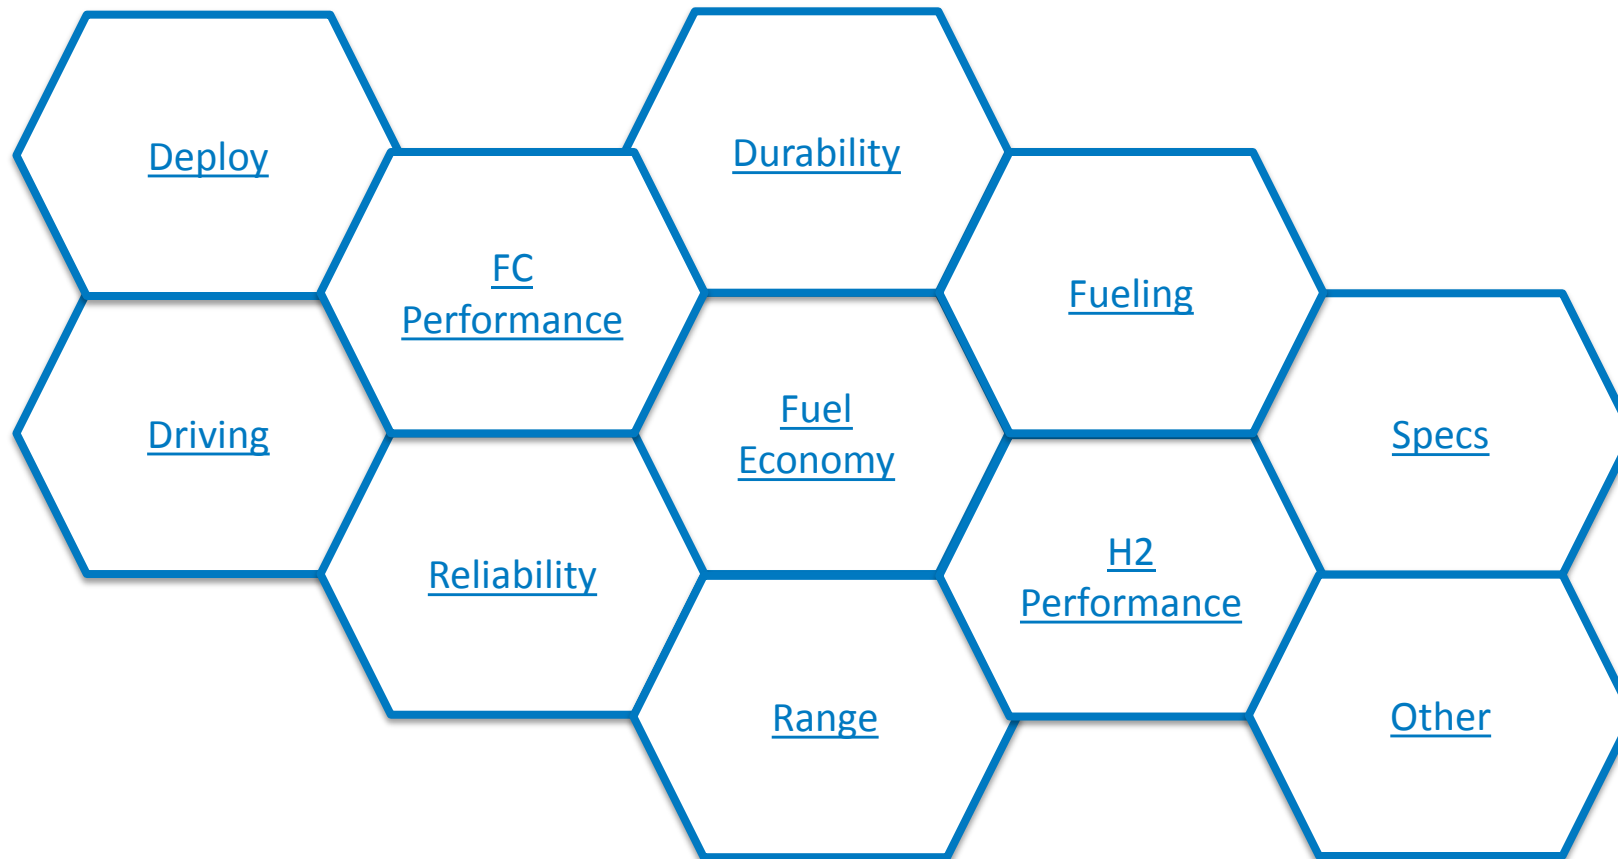 Deploy
Driving
FC
Performance
Reliability
Durability
Fuel
Economy
Range
Fueling
H2
Performance
Specs
Other